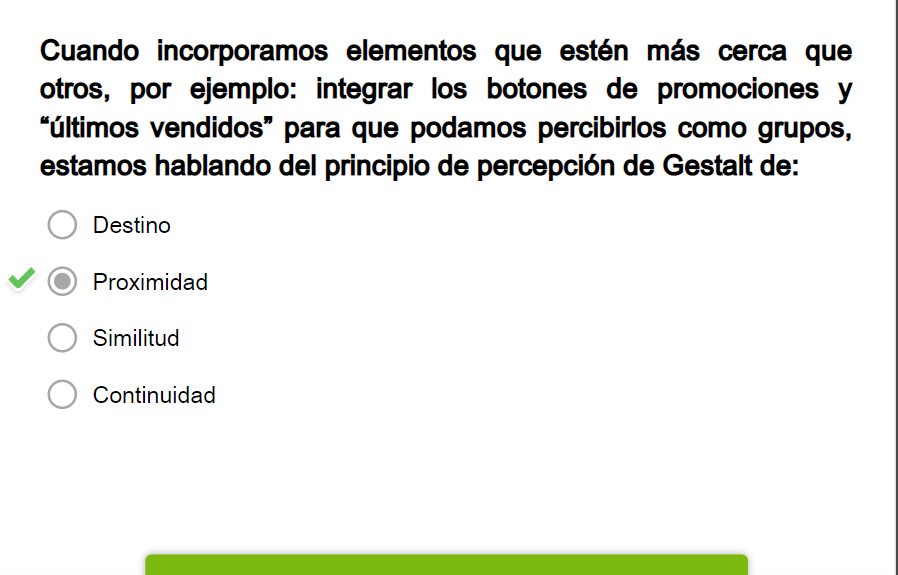 Cuando incorporamos elementos que estén más cerca que
otros, por ejemplo: integrar los botones de promociones y
“últimos vendidos” para que podamos percibirlos como grupos,
estamos hablando del principio de percepción de Gestalt de:
Destino
Proximidad
Similitud
Continuidad